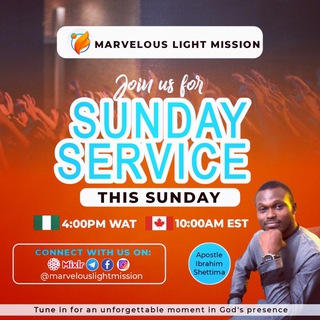 MARVELOUS LIGHT MISSION
Join us for
SUNDAY
SERVICE
THIS SUNDAY
4:00PM WAT 10:00AM EST
CONNECT WITH US ON:
Mixlr
@marvelouslightmission
Apostle
Ibrahim
Shettima
Tune in for an unforgettable moment in God's presence